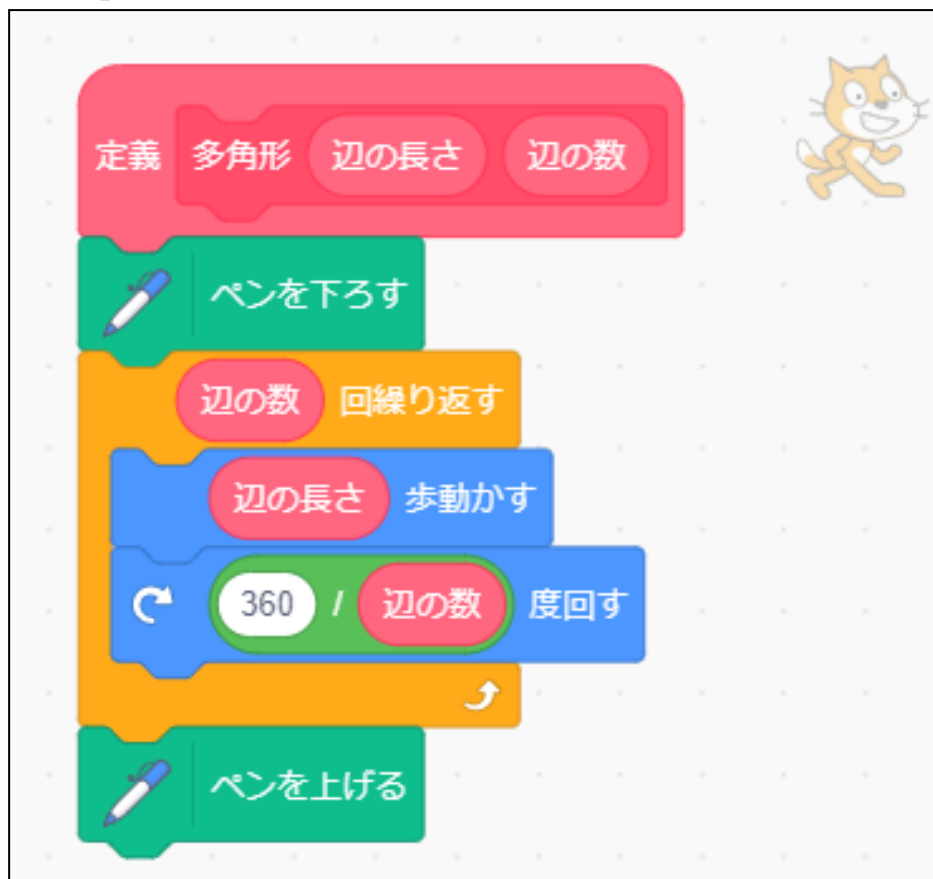 定義 多角形 辺の長さ 辺の数
ペンを下ろす
辺の数 回繰り返す
辺の長さ 歩動かす
360 / 辺の数 度回す
ペンを上げる